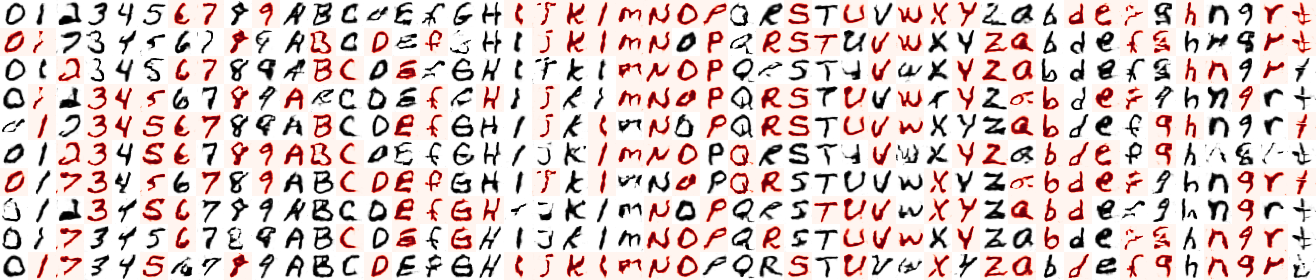 0 1 2 3 4 5 6 7 8 9 A B C d E f G H I J K I m N O P Q R S T U V W X Y Z a b d e F g h n q r t
0 1 2 3 4 5 6 7 8 9 A B C D E f G H I J K I m N O P Q R S T U V W X Y Z a b d e f g h n q r t
0 1 2 3 4 5 6 7 8 9 A B C D E f G H I J K I m N O P Q R S T U V W X Y Z a b d e F g h n q r t
0 1 2 3 4 5 6 7 8 9 A B C D E f G H I J K I m N O P Q R S T U V W X Y Z a b d e F g h n q r t
0 1 2 3 4 5 6 7 8 9 A B C D E f G H I J K I m N O P Q R S T U V W X Y Z a b d e f g h n q r t
0 1 2 3 4 5 6 7 8 9 A B C D E f G H I J K I m N O P Q R S T U V W X Y Z a b d e f g h n q r t
0 1 2 3 4 5 6 7 8 9 A B C D E f G H I J K I m N O P Q R S T U V W X Y Z a b d e F g h n q r t
0 1 2 3 4 5 6 7 8 9 A B C D E f G H I J K I m N O P Q R S T U V W X Y Z a b d e f g h n q r t
0 1 2 3 4 5 6 7 8 9 A B C D E f G H I J K I m N O P Q R S T U V W X Y Z a b d e F g h n q r t
0 1 2 3 4 5 6 7 8 9 A B C D E F G H I J K I m N O P Q R S T U V W X Y Z a b d e F g h n q r t